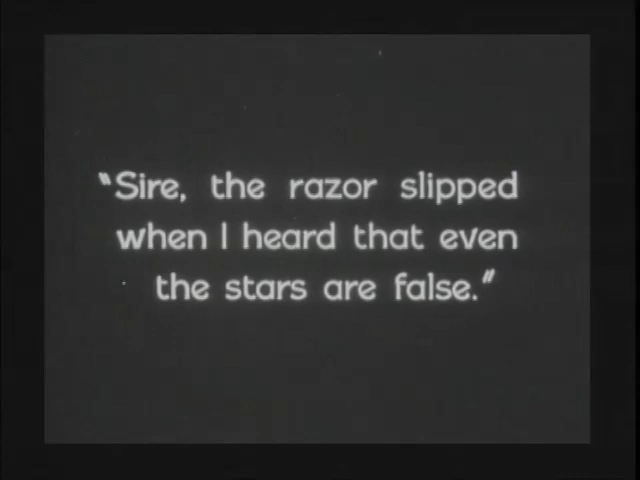 "Sire, the razor slipped
when I heard that even
the stars are false."